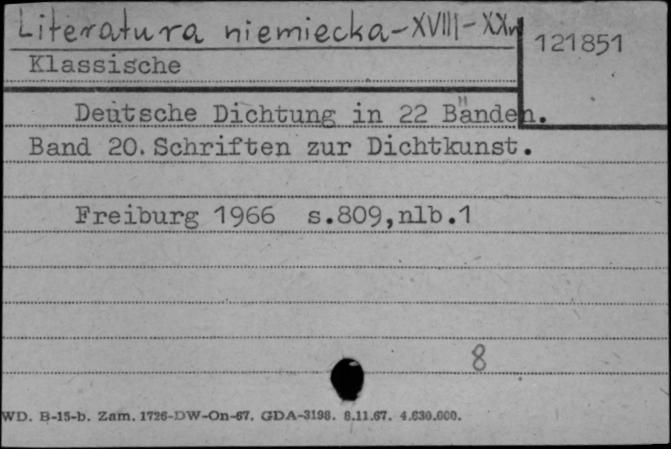 Literatura niemiecka-XVIII-XXw
121851
Klassische
Deutsche Dichtung in 22 Bänden.
Band 20. Schriften zur Dichtkunst.
Freiburg 1966 s.809,nlb.1
8
WD. B-15-b. Zam. 1726-DW-On-67. GDA-3198. 8.11.67. 4.630.000.